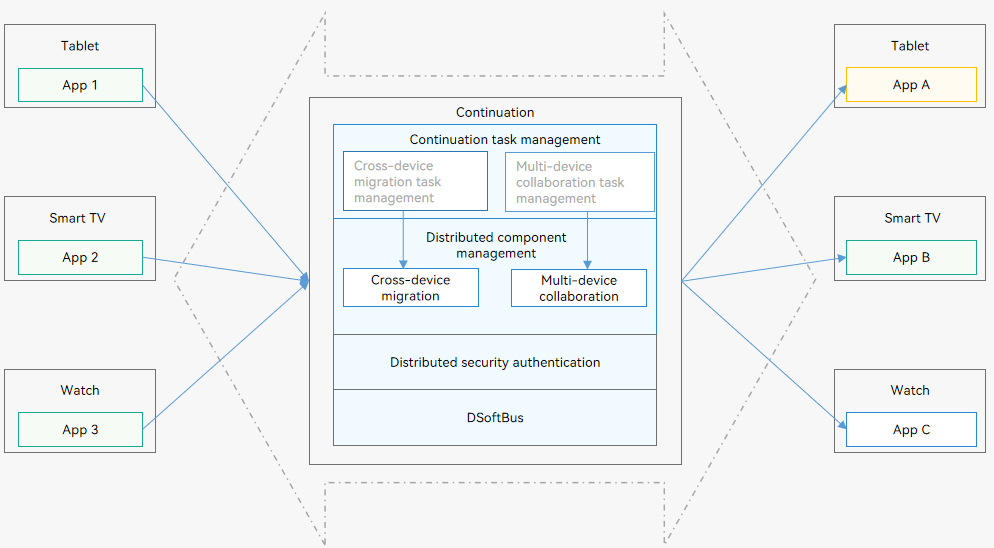 Tablet
App 1
Smart TV
App 2
Watch
App 3
Continuation
Continuation task management
Cross-device
migration task
management
Multi-device
collaboration task
management
Distributed component
management
Cross-device
migration
Multi-device
collaboration
Distributed security authentication
DSoftBus
Tablet
App A
Smart TV
App B
Watch
App C